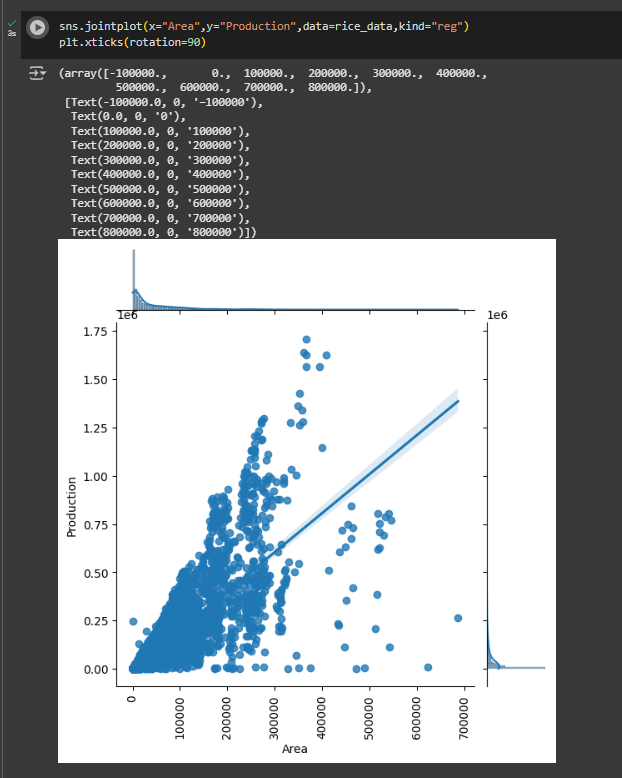 sns.jointplot(x="Area",y="Production",data=rice_data,kind="reg")
plt.xticks(rotation=90)
2s
(array([-100000.,      0., 100000., 200000., 300000., 400000.,
        500000., 600000., 700000., 800000.]),
 [Text(-100000.0, 0, '-100000'),
  Text(0.0, 0, '0'),
  Text(100000.0, 0, '100000'),
  Text(200000.0, 0, '200000'),
  Text(300000.0, 0, '300000'),
  Text(400000.0, 0, '400000'),
  Text(500000.0, 0, '500000'),
  Text(600000.0, 0, '600000'),
  Text(700000.0, 0, '700000'),
  Text(800000.0, 0, '800000')])
1e6
1e6
1.75
1.50
1.25
1.00
0.75
0.50
0.25
0.00
Production
0
100000
200000
300000
400000
500000
600000
700000
Area